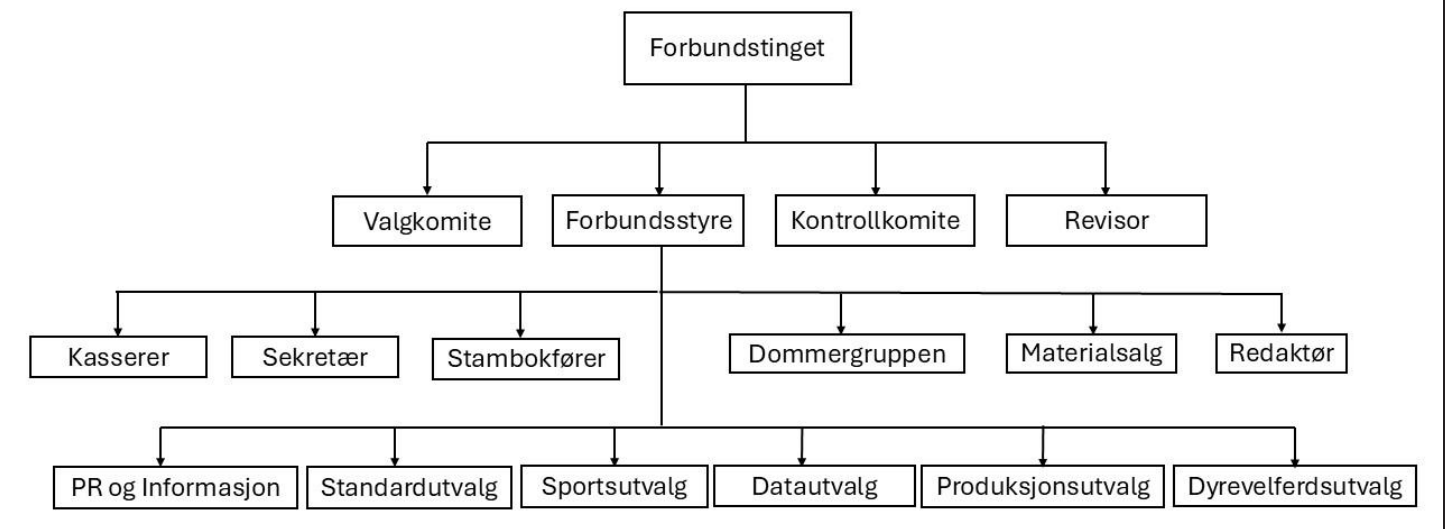 Forbundstinget
Valgkomite
Forbundsstyre
Kontrollkomite
Revisor
Kasserer
Sekretær
Stambokfører
Dommergruppen
Materialsalg
Redaktør
PR og Informasjon
Standardutvalg
Sportsutvalg
Datautvalg
Produksjonsutvalg
Dyrevelferdsutvalg